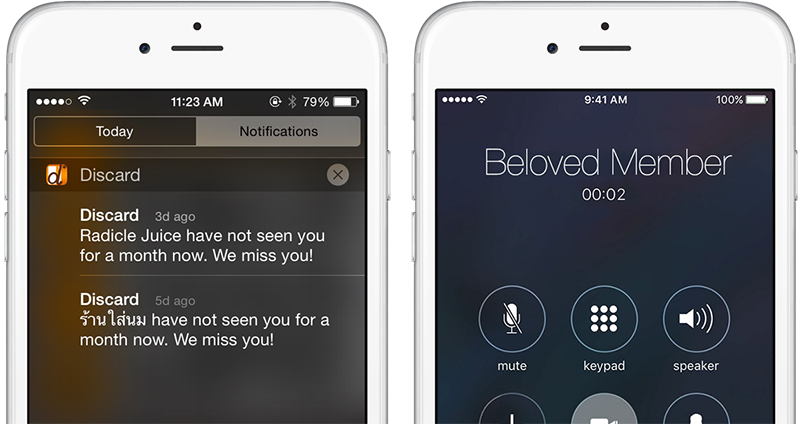 11:23 AM
79%
Today
Notifications
d Discard
Discard 3d ago
Radicle Juice have not seen you
for a month now. We miss you!
Discard 5d ago
ร้านใส่นม have not seen you for a
month now. We miss you!
9:41 AM
100%
Beloved Member
00:02
mute
keypad
speaker